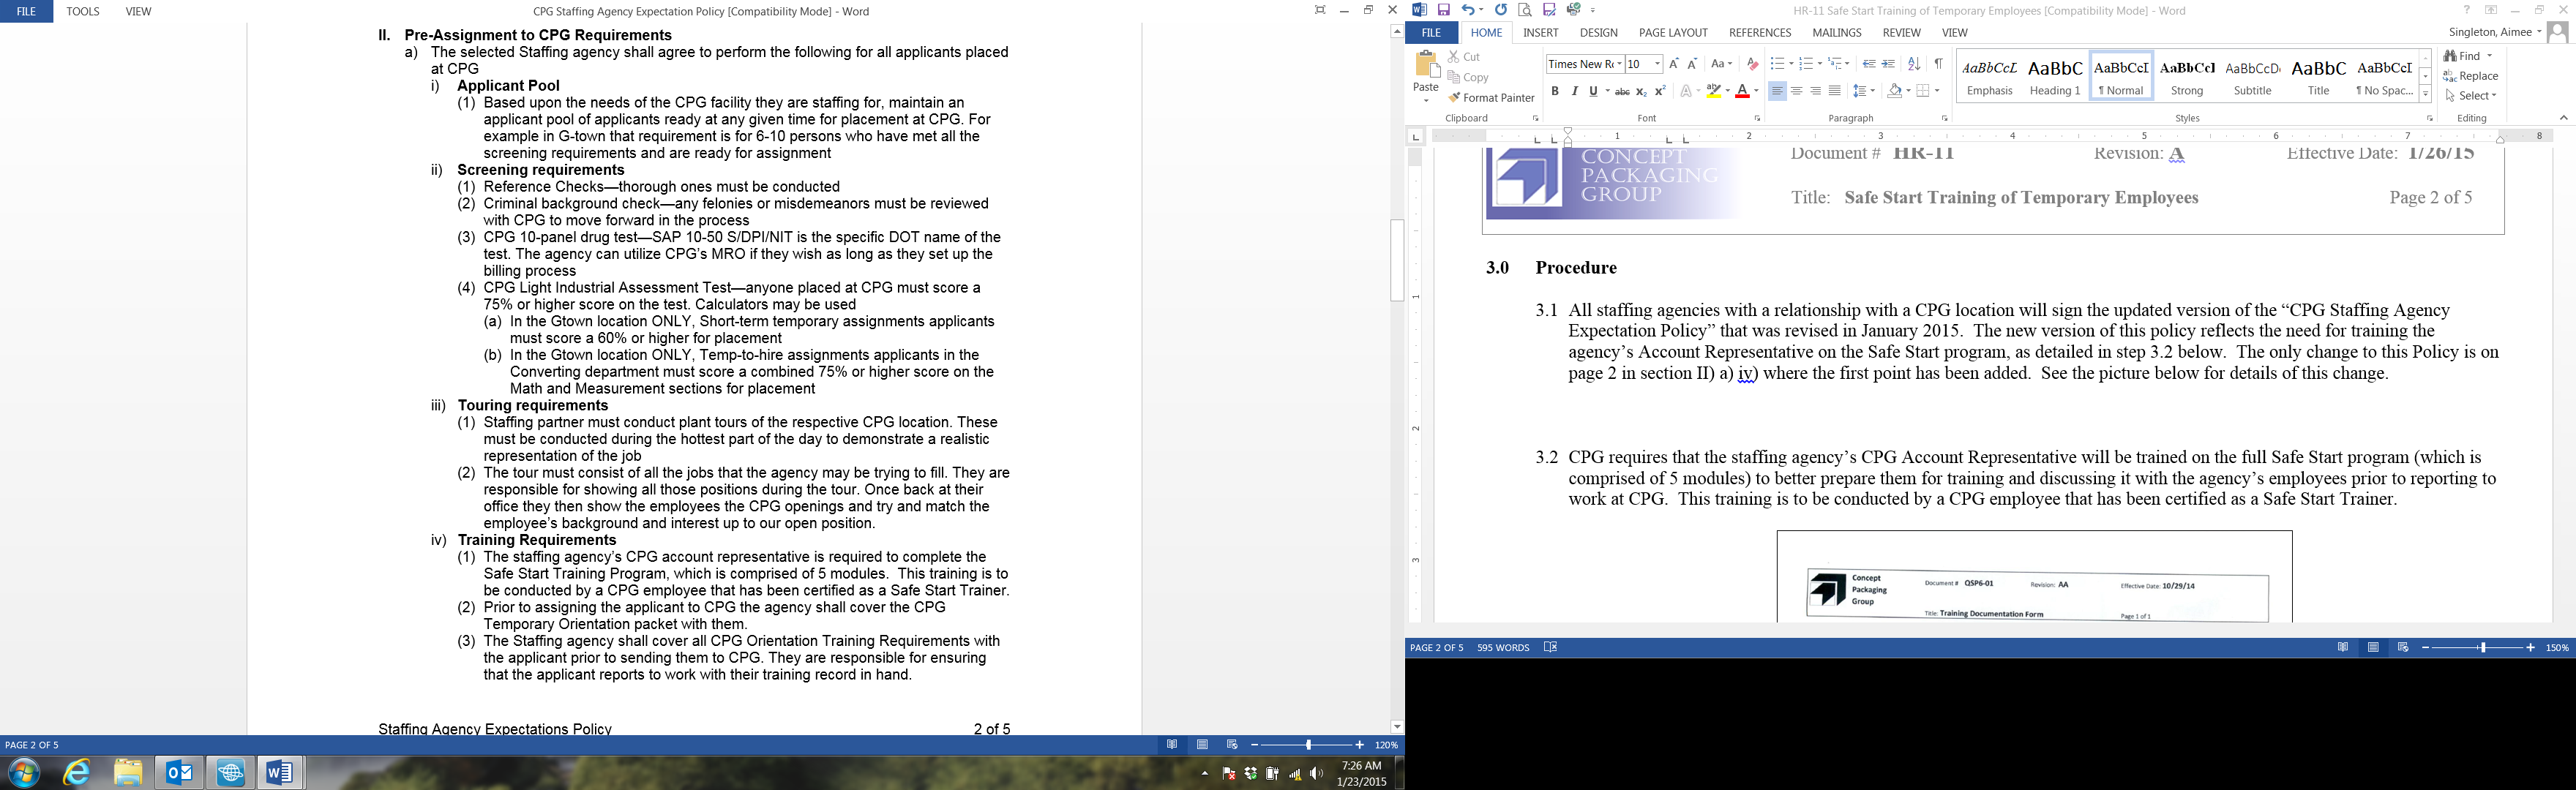 FILE TOOLS VIEW CPG Staffing Agency Expectation Policy [Compatibility Mode] - Word
II. Pre-Assignment to CPG Requirements
a) The selected Staffing agency shall agree to perform the following for all applicants placed
at CPG
i) Applicant Pool
(1) Based upon the needs of the CPG facility they are staffing for, maintain an
applicant pool of applicants ready at any given time for placement at CPG. For
example in G-town that requirement is for 6-10 persons who have met all the
screening requirements and are ready for assignment
ii) Screening requirements
(1) Reference Checks—thorough ones must be conducted
(2) Criminal background check—any felonies or misdemeanors must be reviewed
with CPG to move forward in the process
(3) CPG 10-panel drug test—SAP 10-50 S/DPI/NIT is the specific DOT name of the
test. The agency can utilize CPG's MRO if they wish as long as they set up the
billing process
(4) CPG Light Industrial Assessment Test—anyone placed at CPG must score a
75% or higher score on the test. Calculators may be used
(a) In the Gtown location ONLY, Short-term temporary assignments applicants
must score a 60% or higher for placement
(b) In the Gtown location ONLY, Temp-to-hire assignments applicants in the
Converting department must score a combined 75% or higher score on the
Math and Measurement sections for placement
iii) Touring requirements
(1) Staffing partner must conduct plant tours of the respective CPG location. These
must be conducted during the hottest part of the day to demonstrate a realistic
representation of the job
(2) The tour must consist of all the jobs that the agency may be trying to fill. They are
responsible for showing all those positions during the tour. Once back at their
office they then show the employees the CPG openings and try and match the
employee's background and interest up to our open position.
iv) Training Requirements
(1) The staffing agency's CPG account representative is required to complete the
Safe Start Training Program, which is comprised of 5 modules. This training is to
be conducted by a CPG employee that has been certified as a Safe Start Trainer.
(2) Prior to assigning the applicant to CPG the agency shall cover the CPG
Temporary Orientation packet with them.
(3) The Staffing agency shall cover all CPG Orientation Training Requirements with
the applicant prior to sending them to CPG. They are responsible for ensuring
that the applicant reports to work with their training record in hand.
Staffing Agency Expectations Policy 2 of 5
PAGE 2 OF 5 120%
7:26 AM
1/23/2015
HR-11 Safe Start Training of Temporary Employees [Compatibility Mode] - Word
FILE HOME INSERT DESIGN PAGE LAYOUT REFERENCES MAILINGS REVIEW VIEW Singleton, Aimee
Paste
Cut
Copy
Format Painter
Clipboard
Times New Ro 10
Font
Paragraph
AaBbCcL AaBbC AaBbCcI AaBbCcI AaBbCcD AaBbC AaBbCcI
Emphasis Heading 1 ¶ Normal Strong Subtitle Title ¶ No Spac...
Styles
Find
Replace
Select
Editing
1 2 3 4 5 6 7 8
CONCEPT
PACKAGING
GROUP
Document # HR-11 Revision: A Effective Date: 1/26/15
Title: Safe Start Training of Temporary Employees Page 2 of 5
3.0 Procedure
3.1 All staffing agencies with a relationship with a CPG location will sign the updated version of the “CPG Staffing Agency
Expectation Policy” that was revised in January 2015. The new version of this policy reflects the need for training the
agency's Account Representative on the Safe Start program, as detailed in step 3.2 below. The only change to this Policy is on
page 2 in section II) a) iv) where the first point has been added. See the picture below for details of this change.
3.2 CPG requires that the staffing agency's CPG Account Representative will be trained on the full Safe Start program (which is
comprised of 5 modules) to better prepare them for training and discussing it with the agency's employees prior to reporting to
work at CPG. This training is to be conducted by a CPG employee that has been certified as a Safe Start Trainer.
Concept
Packaging
Group
Document # QSP6-01 Revision: AA Effective Date: 10/29/14
Title: Training Documentation Form Page 1 of 1
PAGE 2 OF 5 595 WORDS 150%